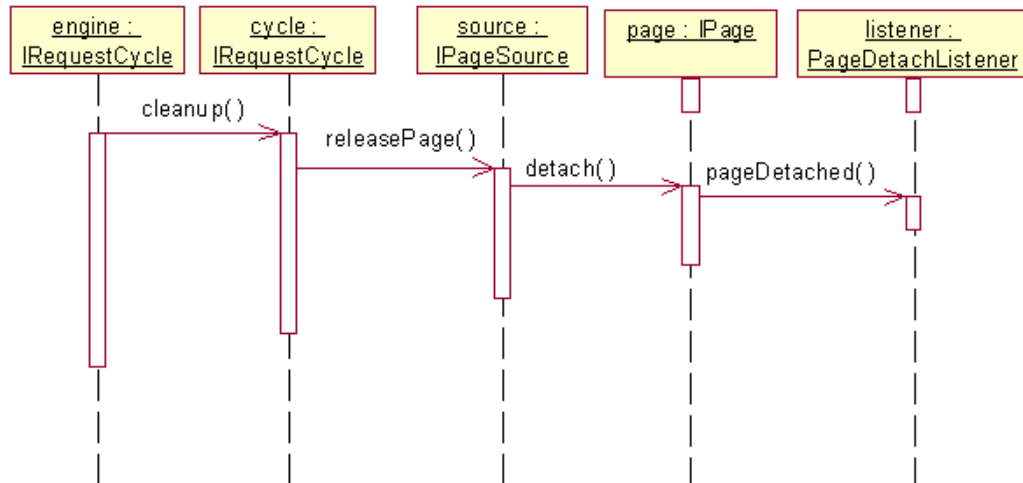 engine :
IRequestCycle
cycle :
IRequestCycle
source :
IPageSource
page : IPage
listener :
PageDetachListener
cleanup()
releasePage()
detach()
pageDetached()